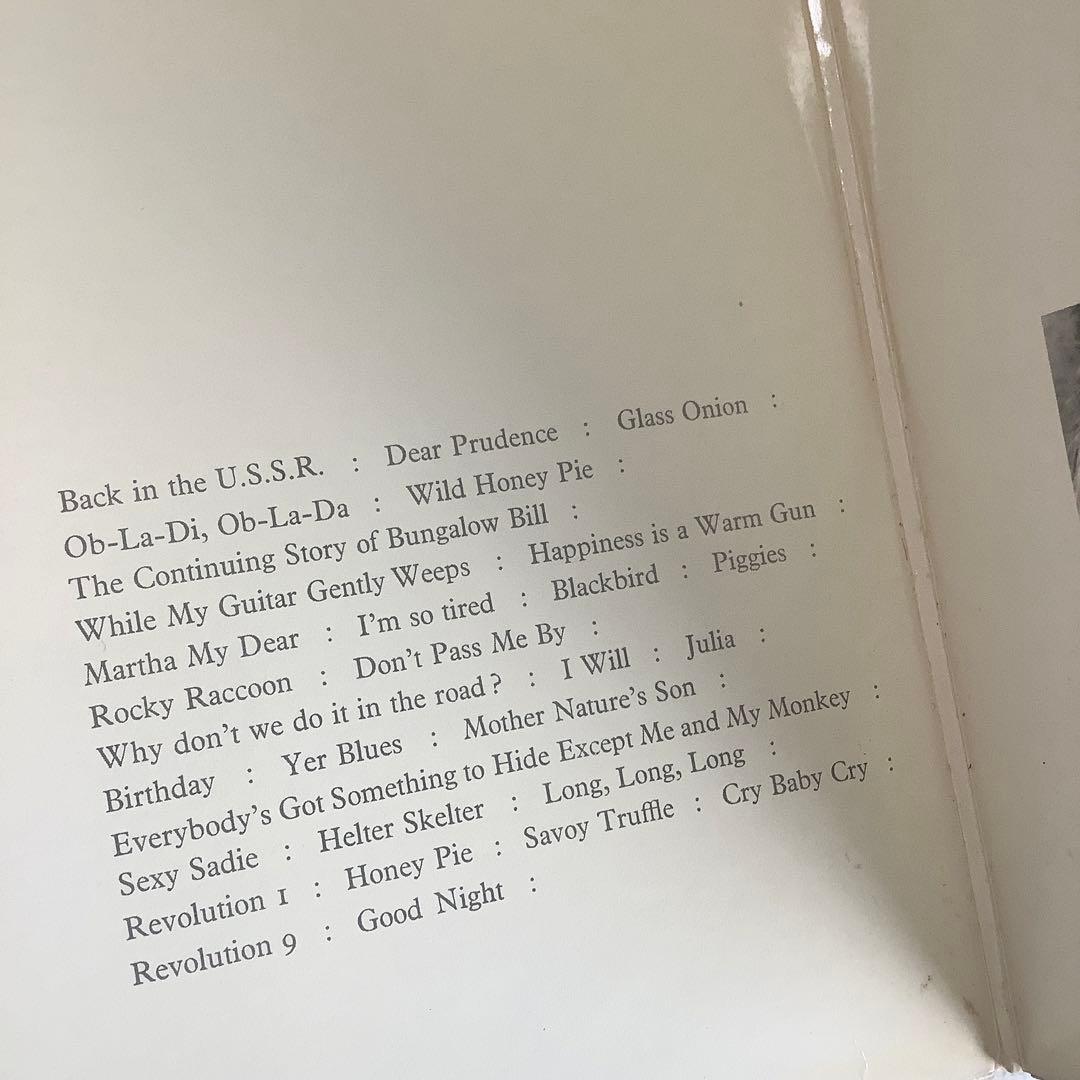 Back in the U.S.S.R. : Dear Prudence : Glass Onion :
Ob-La-Di, Ob-La-Da : Wild Honey Pie :
The Continuing Story of Bungalow Bill :
While My Guitar Gently Weeps : Happiness is a Warm Gun :
Martha My Dear : I'm so tired : Blackbird : Piggies :
Rocky Raccoon : Don't Pass Me By :
Why don't we do it in the road? : I Will : Julia :
Birthday : Yer Blues : Mother Nature's Son :
Everybody's Got Something to Hide Except Me and My Monkey :
Sexy Sadie : Helter Skelter : Long, Long, Long :
Revolution 1 : Honey Pie : Savoy Truffle : Cry Baby Cry :
Revolution 9 : Good Night :